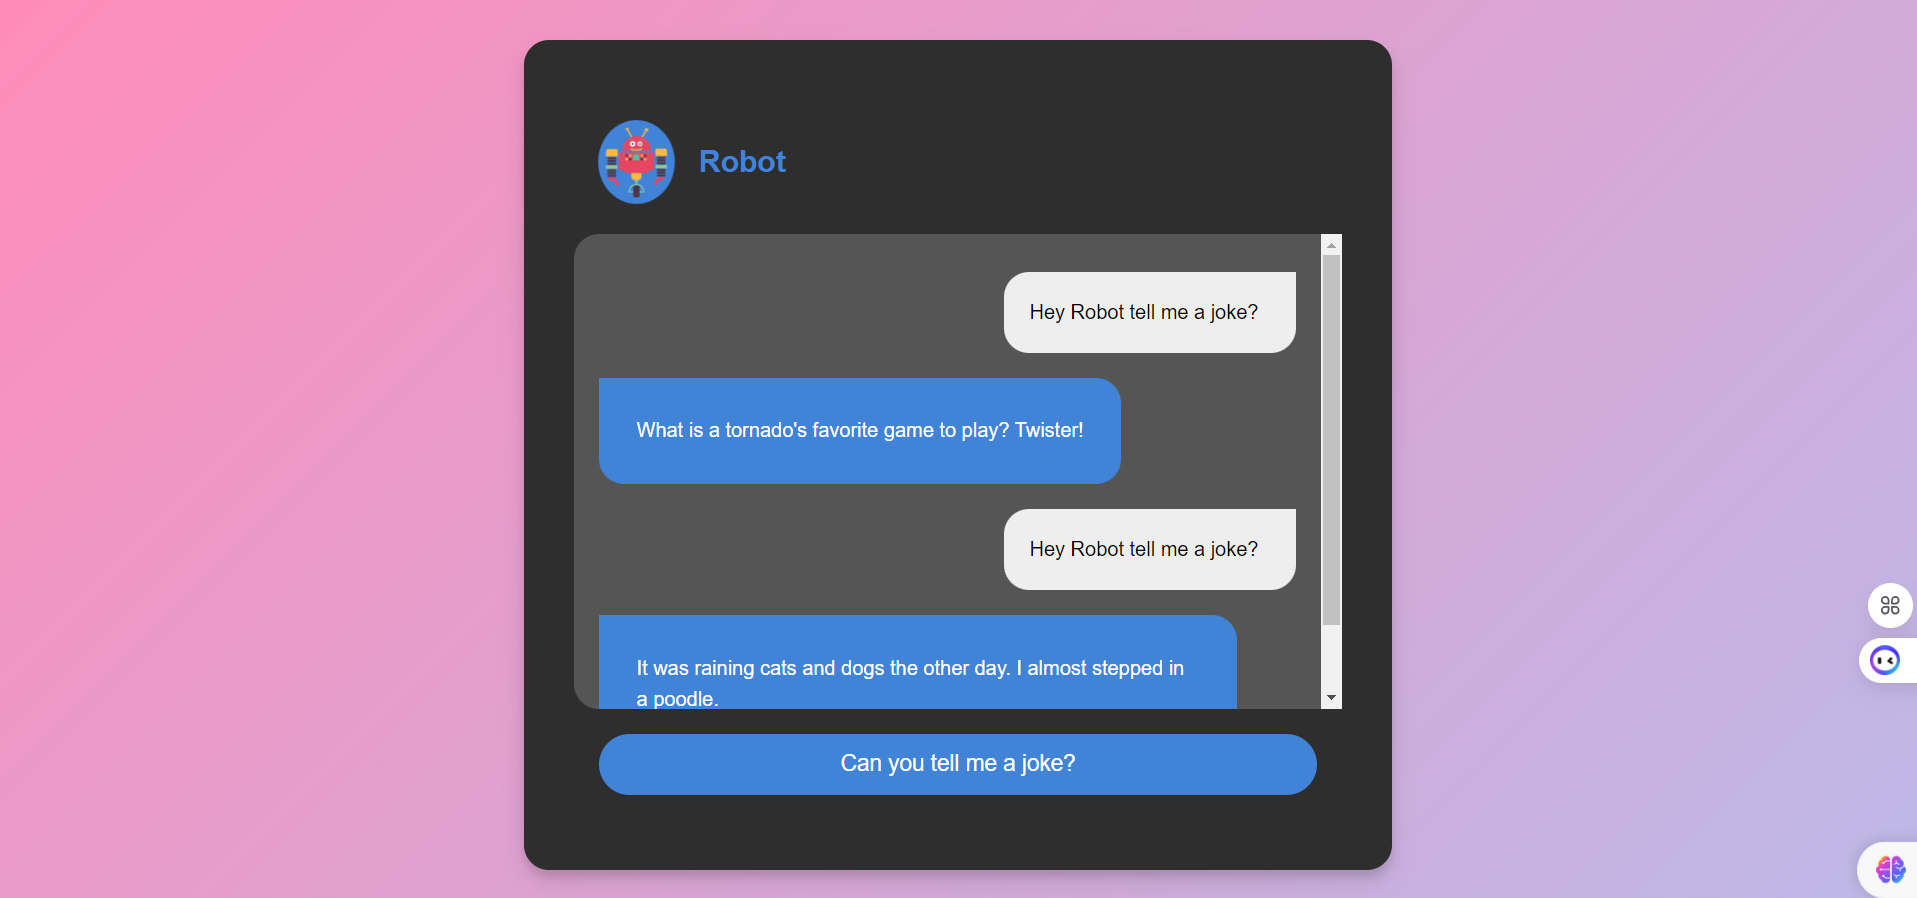 Robot
Hey Robot tell me a joke?
What is a tornado's favorite game to play? Twister!
Hey Robot tell me a joke?
It was raining cats and dogs the other day. I almost stepped in
a poodle.
Can you tell me a joke?